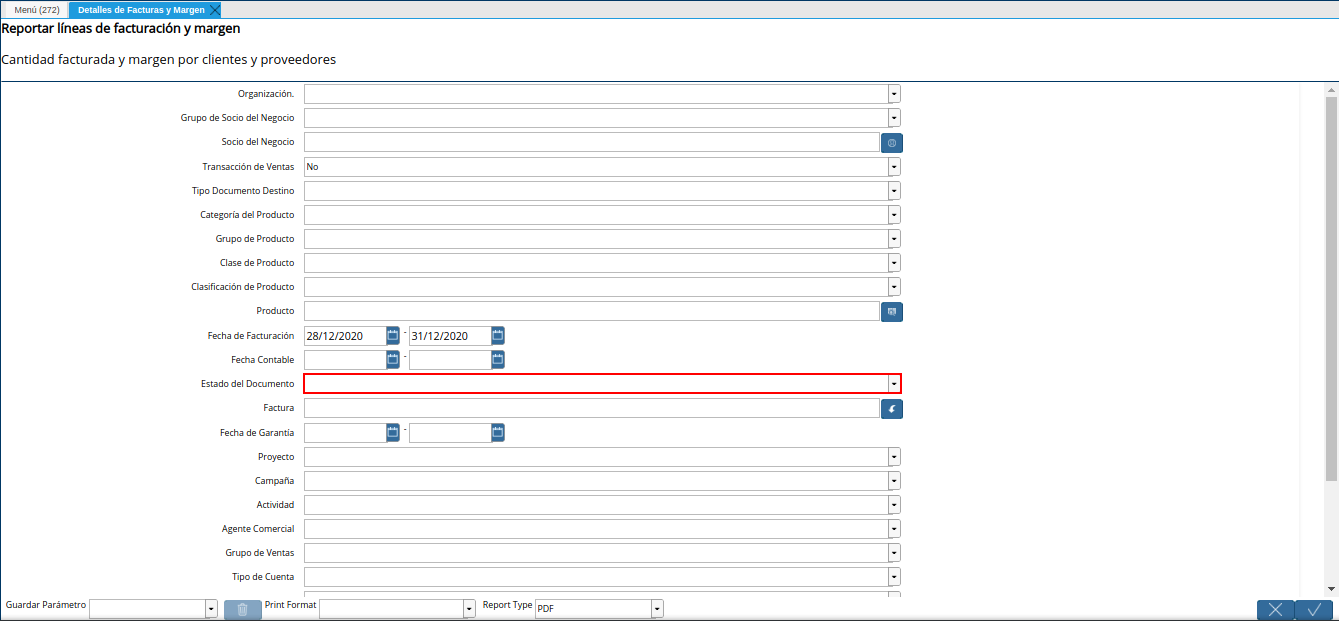 Menú (272) Detalles de Facturas y Margen
Reportar líneas de facturación y margen
Cantidad facturada y margen por clientes y proveedores
Organización.
Grupo de Socio del Negocio
Socio del Negocio
Transacción de Ventas No
Tipo Documento Destino
Categoría del Producto
Grupo de Producto
Clase de Producto
Clasificación de Producto
Producto
Fecha de Facturación 28/12/2020 - 31/12/2020
Fecha Contable -
Estado del Documento
Factura
Fecha de Garantía -
Proyecto
Campaña
Actividad
Agente Comercial
Grupo de Ventas
Tipo de Cuenta
Guardar Parámetro Print Format Report Type PDF